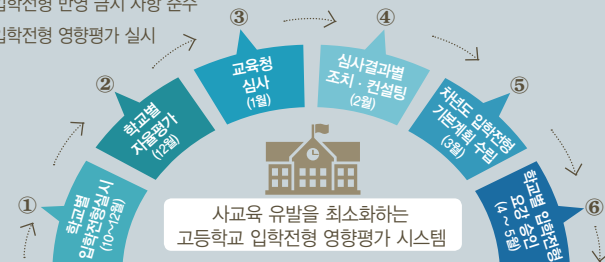 입학전형 반영 금지 사항 준수
입학전형 영향평가 실시
①
학교별
입학전형실시
(10~12월)
②
학교별
자율평가
(12월)
③
교육청
심사
(1월)
④
심사결과별
조치 · 컨설팅
(2월)
⑤
차년도 입학전형
기본계획 수립
(3월)
⑥
학교별 입학전형
요강 승인
(4 ~ 5월)
사교육 유발을 최소화하는
고등학교 입학전형 영향평가 시스템